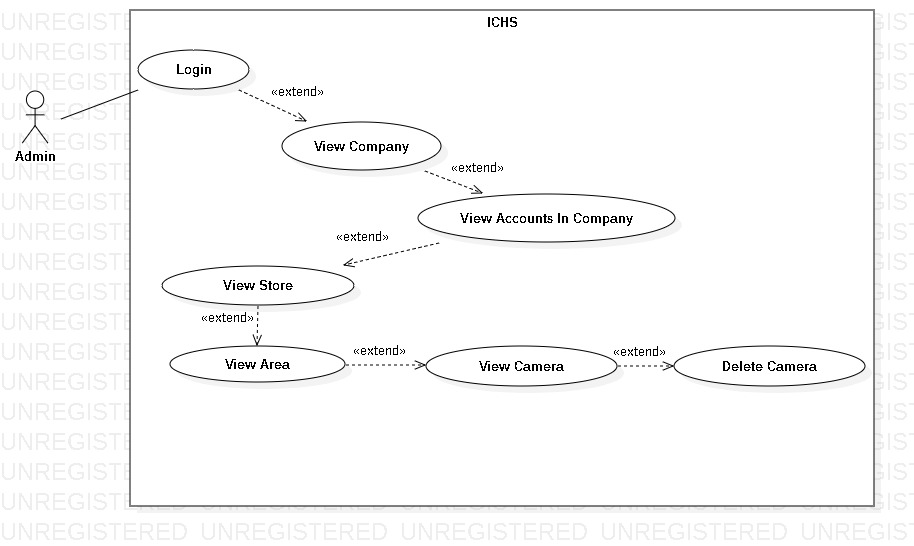 ICHS
Login
«extend»
Admin
View Company
«extend»
View Accounts In Company
«extend»
View Store
«extend»
View Area
«extend»
View Camera
«extend»
Delete Camera
UNREGISTERED UNREGISTERED UNREGISTERED UNREGISTERED UNREGISTERED